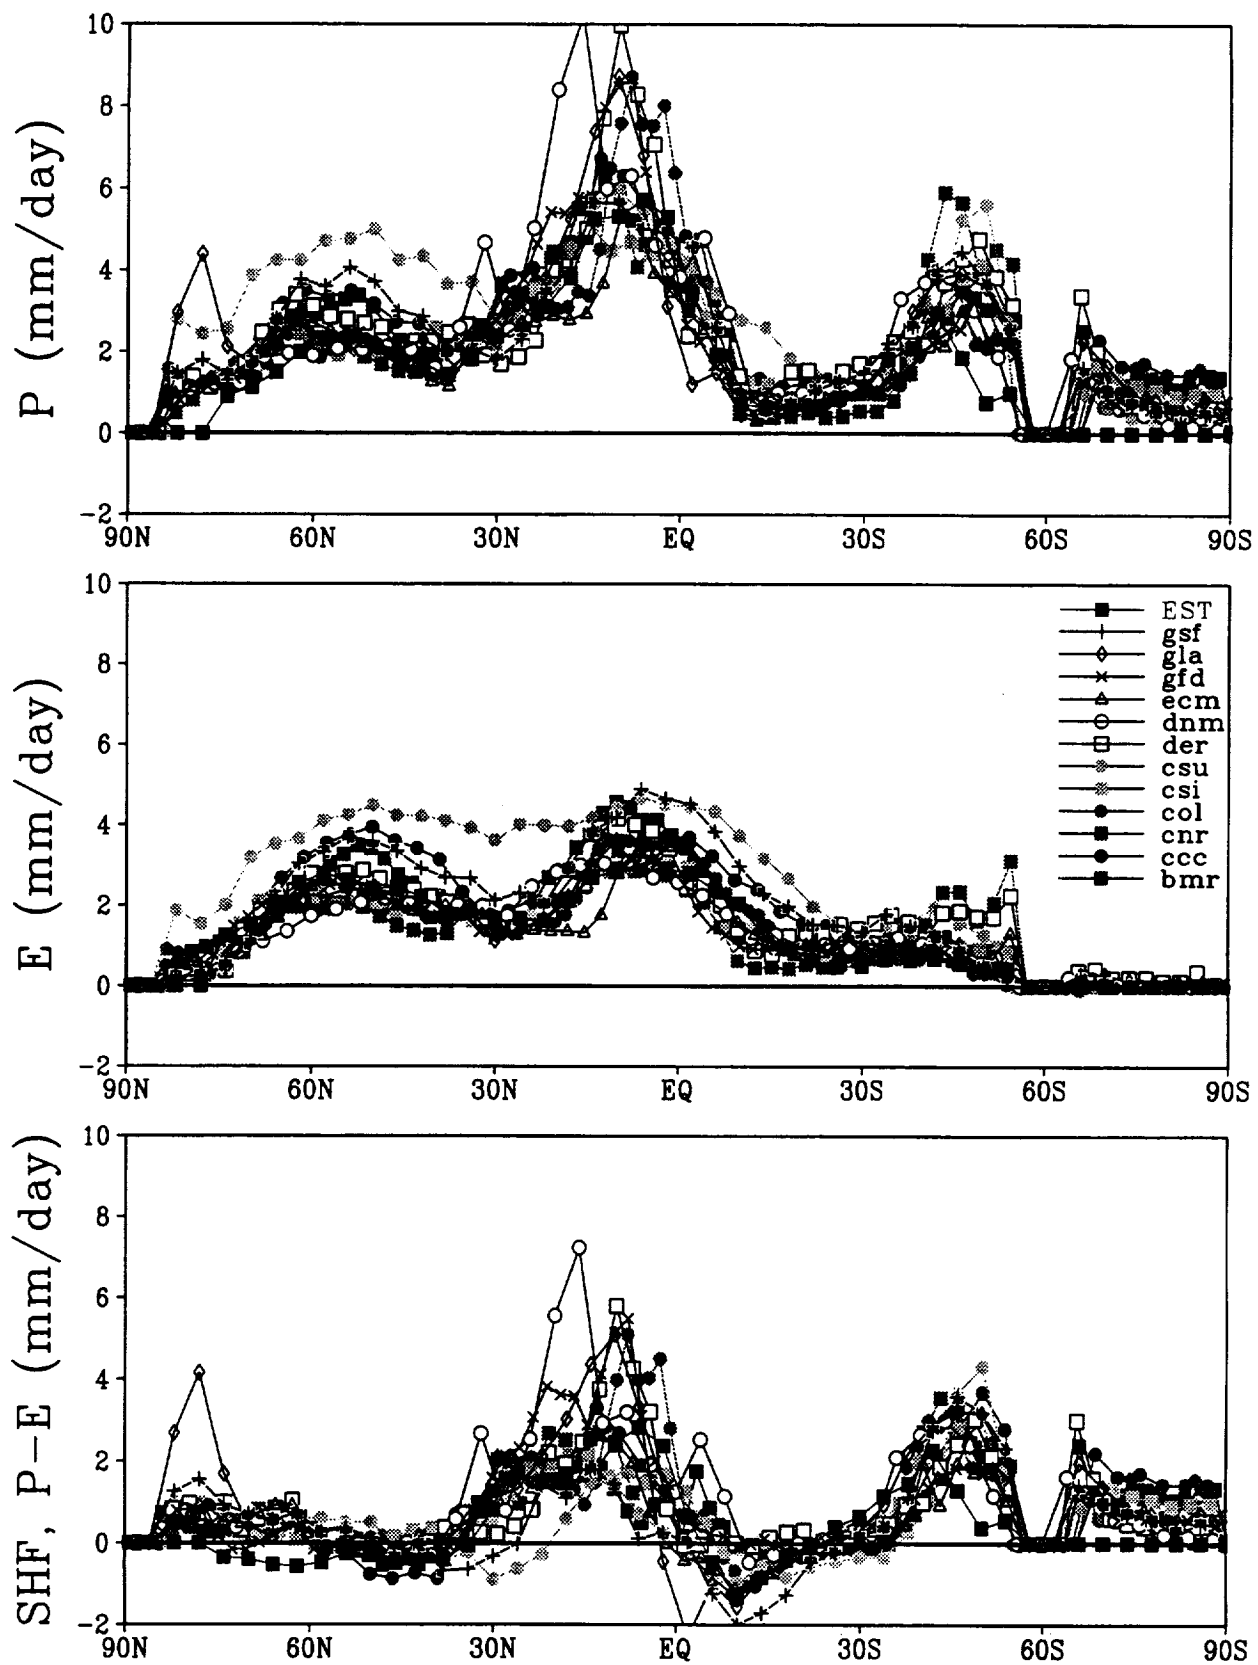 10
8
6
4
2
0
-2
P (mm/day)
90N 60N 30N EQ 30S 60S 90S
10
8
6
4
2
0
-2
E (mm/day)
EST
gsf
gla
gfd
ecm
dnm
der
csu
csi
col
cnr
ccc
bmr
90N 60N 30N EQ 30S 60S 90S
10
8
6
4
2
0
-2
SHF, P-E (mm/day)
90N 60N 30N EQ 30S 60S 90S